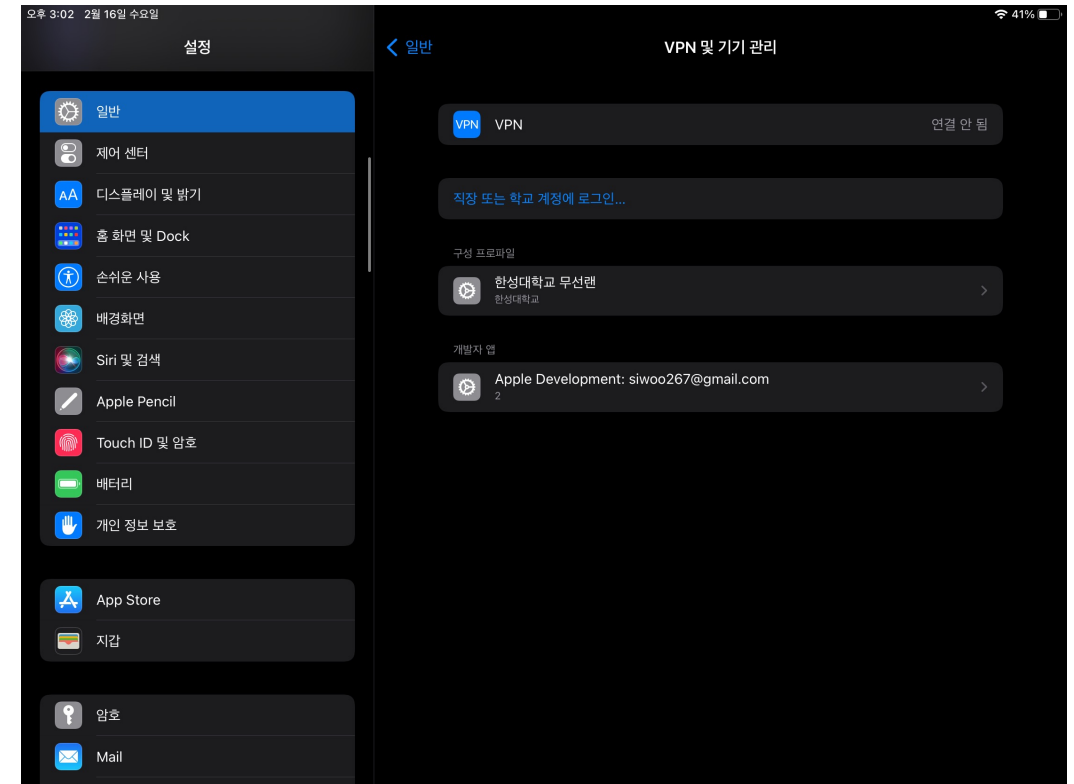 오후 3:02 2월 16일 수요일
41%
설정
일반
VPN 및 기기 관리
일반
제어 센터
AA
디스플레이 및 밝기
홈 화면 및 Dock
손쉬운 사용
배경화면
Siri 및 검색
Apple Pencil
Touch ID 및 암호
배터리
개인 정보 보호
App Store
지갑
암호
Mail
VPN
VPN
연결 안 됨
직장 또는 학교 계정에 로그인...
구성 프로파일
한성대학교 무선랜
한성대학교
개발자 앱
Apple Development: siwoo267@gmail.com
2